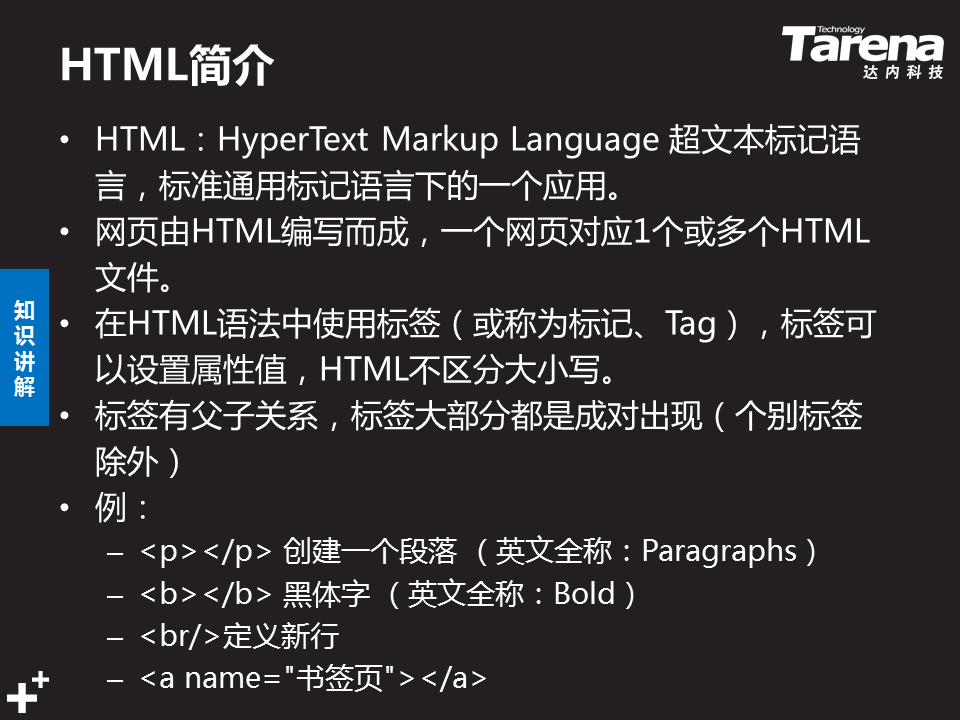 HTML简介
Technology
Tarena
达内科技
• HTML：HyperText Markup Language 超文本标记语
言，标准通用标记语言下的一个应用。
• 网页由HTML编写而成，一个网页对应1个或多个HTML
文件。
• 在HTML语法中使用标签（或称为标记、Tag），标签可
以设置属性值，HTML不区分大小写。
• 标签有父子关系，标签大部分都是成对出现（个别标签
除外）
• 例：
– <p></p> 创建一个段落 （英文全称：Paragraphs）
– <b></b> 黑体字 （英文全称：Bold）
– <br/>定义新行
– <a name="书签页"></a>
知
识
讲
解